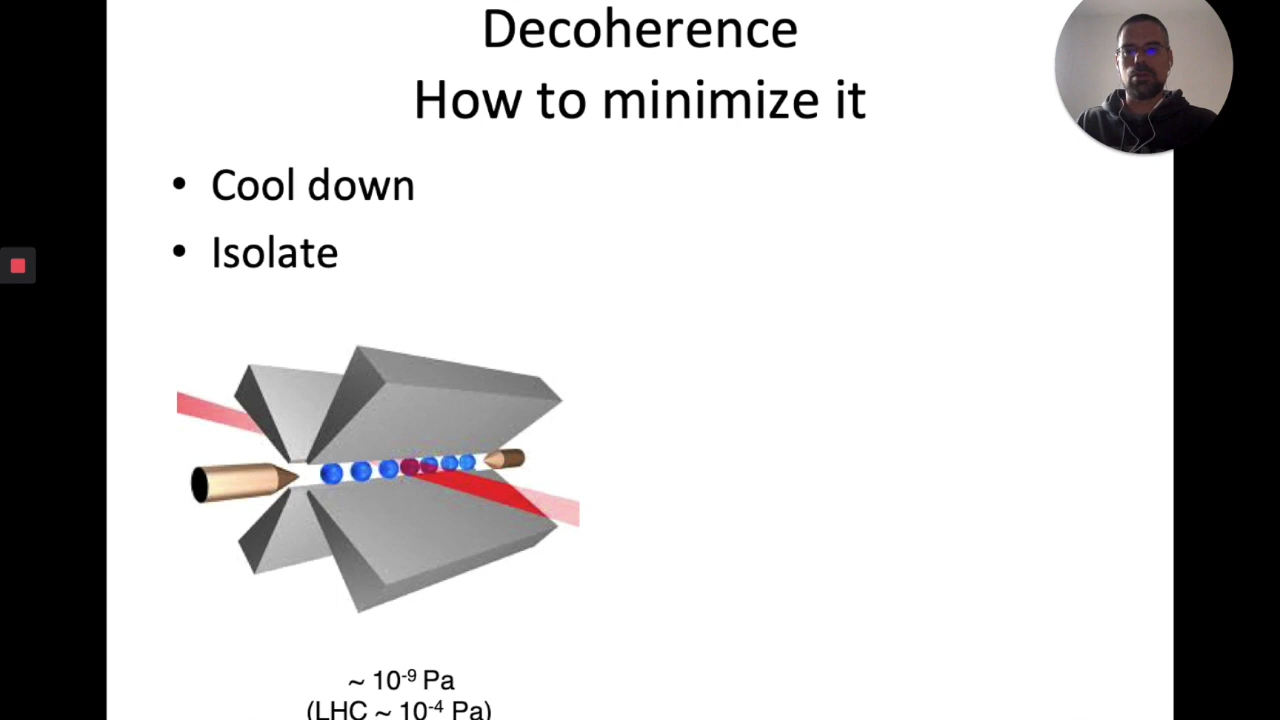 Decoherence
How to minimize it
• Cool down
• Isolate
~ 10⁻⁹ Pa
(LHC ~ 10⁻⁴ Pa)